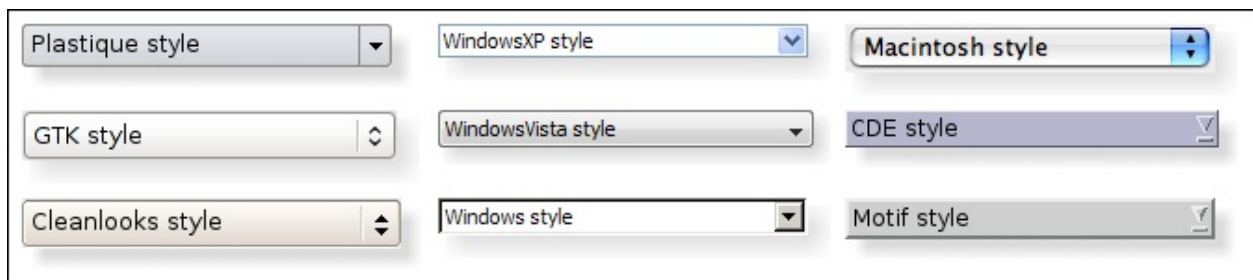 Plastique style
WindowsXP style
Macintosh style
GTK style
WindowsVista style
CDE style
Cleanlooks style
Windows style
Motif style